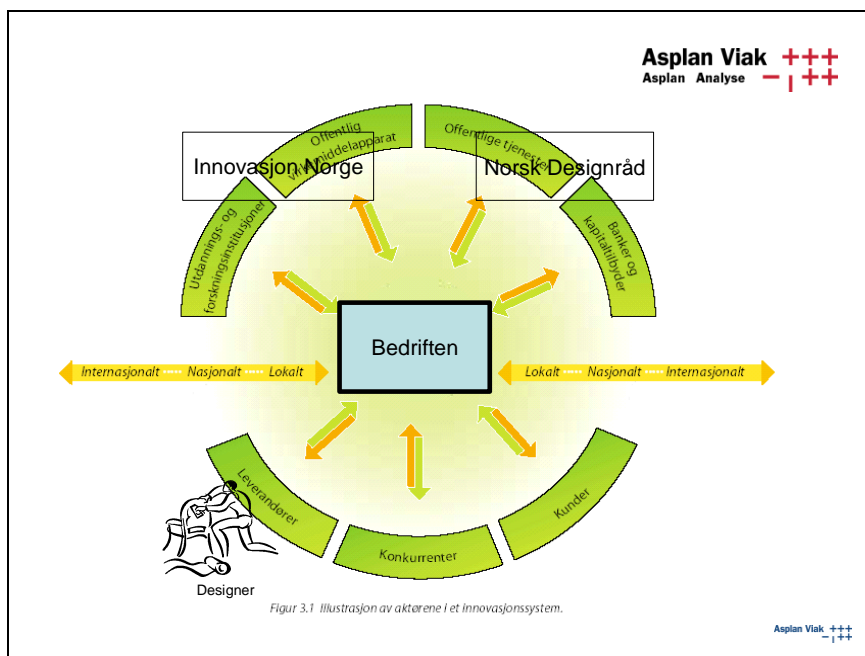 Asplan Viak
Asplan Analyse
Offentlig
virkemiddelapparat
Offentlige tjenester
Innovasjon Norge
Norsk Designråd
Utdannings- og
forskningsinstitusjoner
Banker og
kapitaltilbyder
Bedriften
Internasjonalt ····· Nasjonalt ····· Lokalt
Lokalt ····· Nasjonalt ····· Internasjonalt
Leverandører
Kunder
Konkurrenter
Designer
Figur 3.1 Illustrasjon av aktørene i et innovasjonssystem.
Asplan Viak